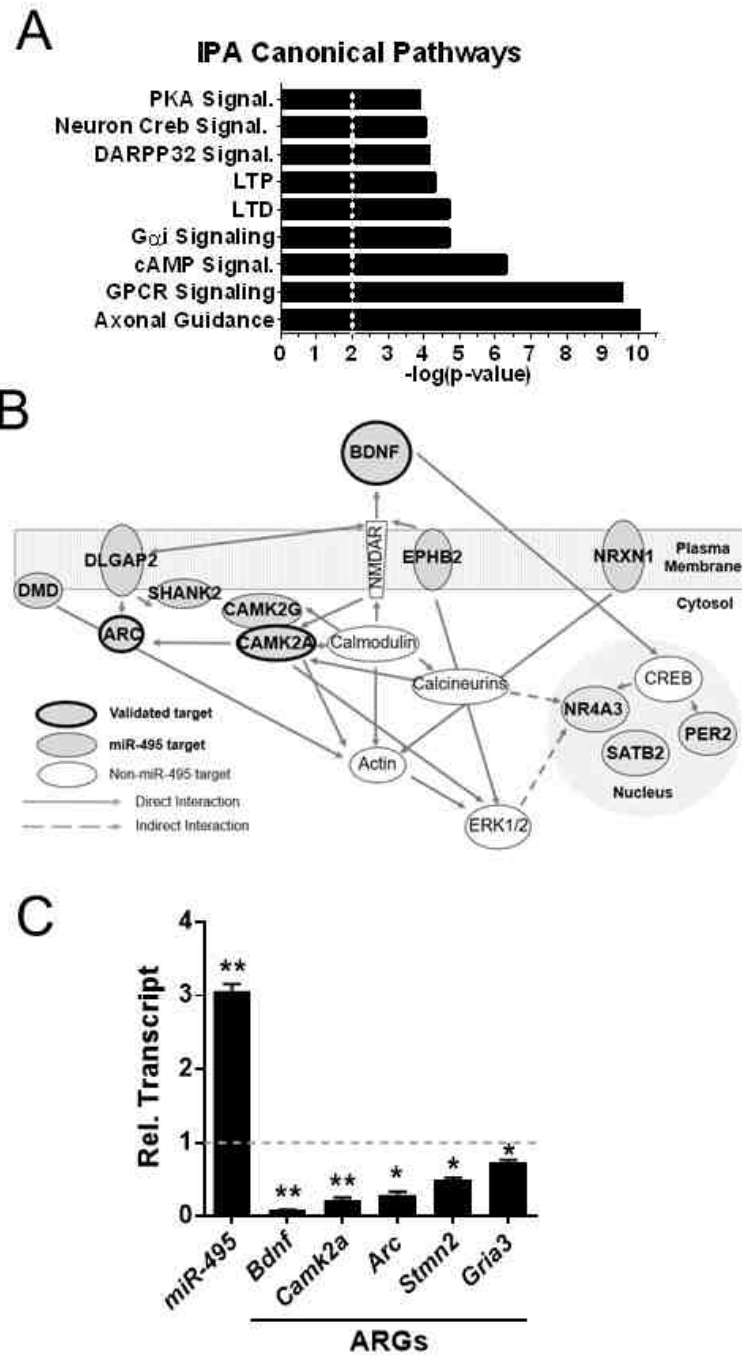 A
IPA Canonical Pathways
PKA Signal.
Neuron Creb Signal.
DARPP32 Signal.
LTP
LTD
Gαi Signaling
cAMP Signal.
GPCR Signaling
Axonal Guidance
0 1 2 3 4 5 6 7 8 9 10
-log(p-value)
B
BDNF
DLGAP2
NMDAR
EPHB2
NRXN1
Plasma
Membrane
DMD
SHANK2
CAMK2G
Cytosol
ARC
CAMK2A
Calmodulin
Calcineurins
CREB
NR4A3
PER2
SATB2
Nucleus
Actin
ERK1/2
Validated target
miR-495 target
Non-miR-495 target
Direct Interaction
Indirect Interaction
C
Rel. Transcript
4
3
2
1
0
**
**
**
*
*
*
miR-495
Bdnf
Camk2a
Arc
Stmn2
Gria3
ARGs